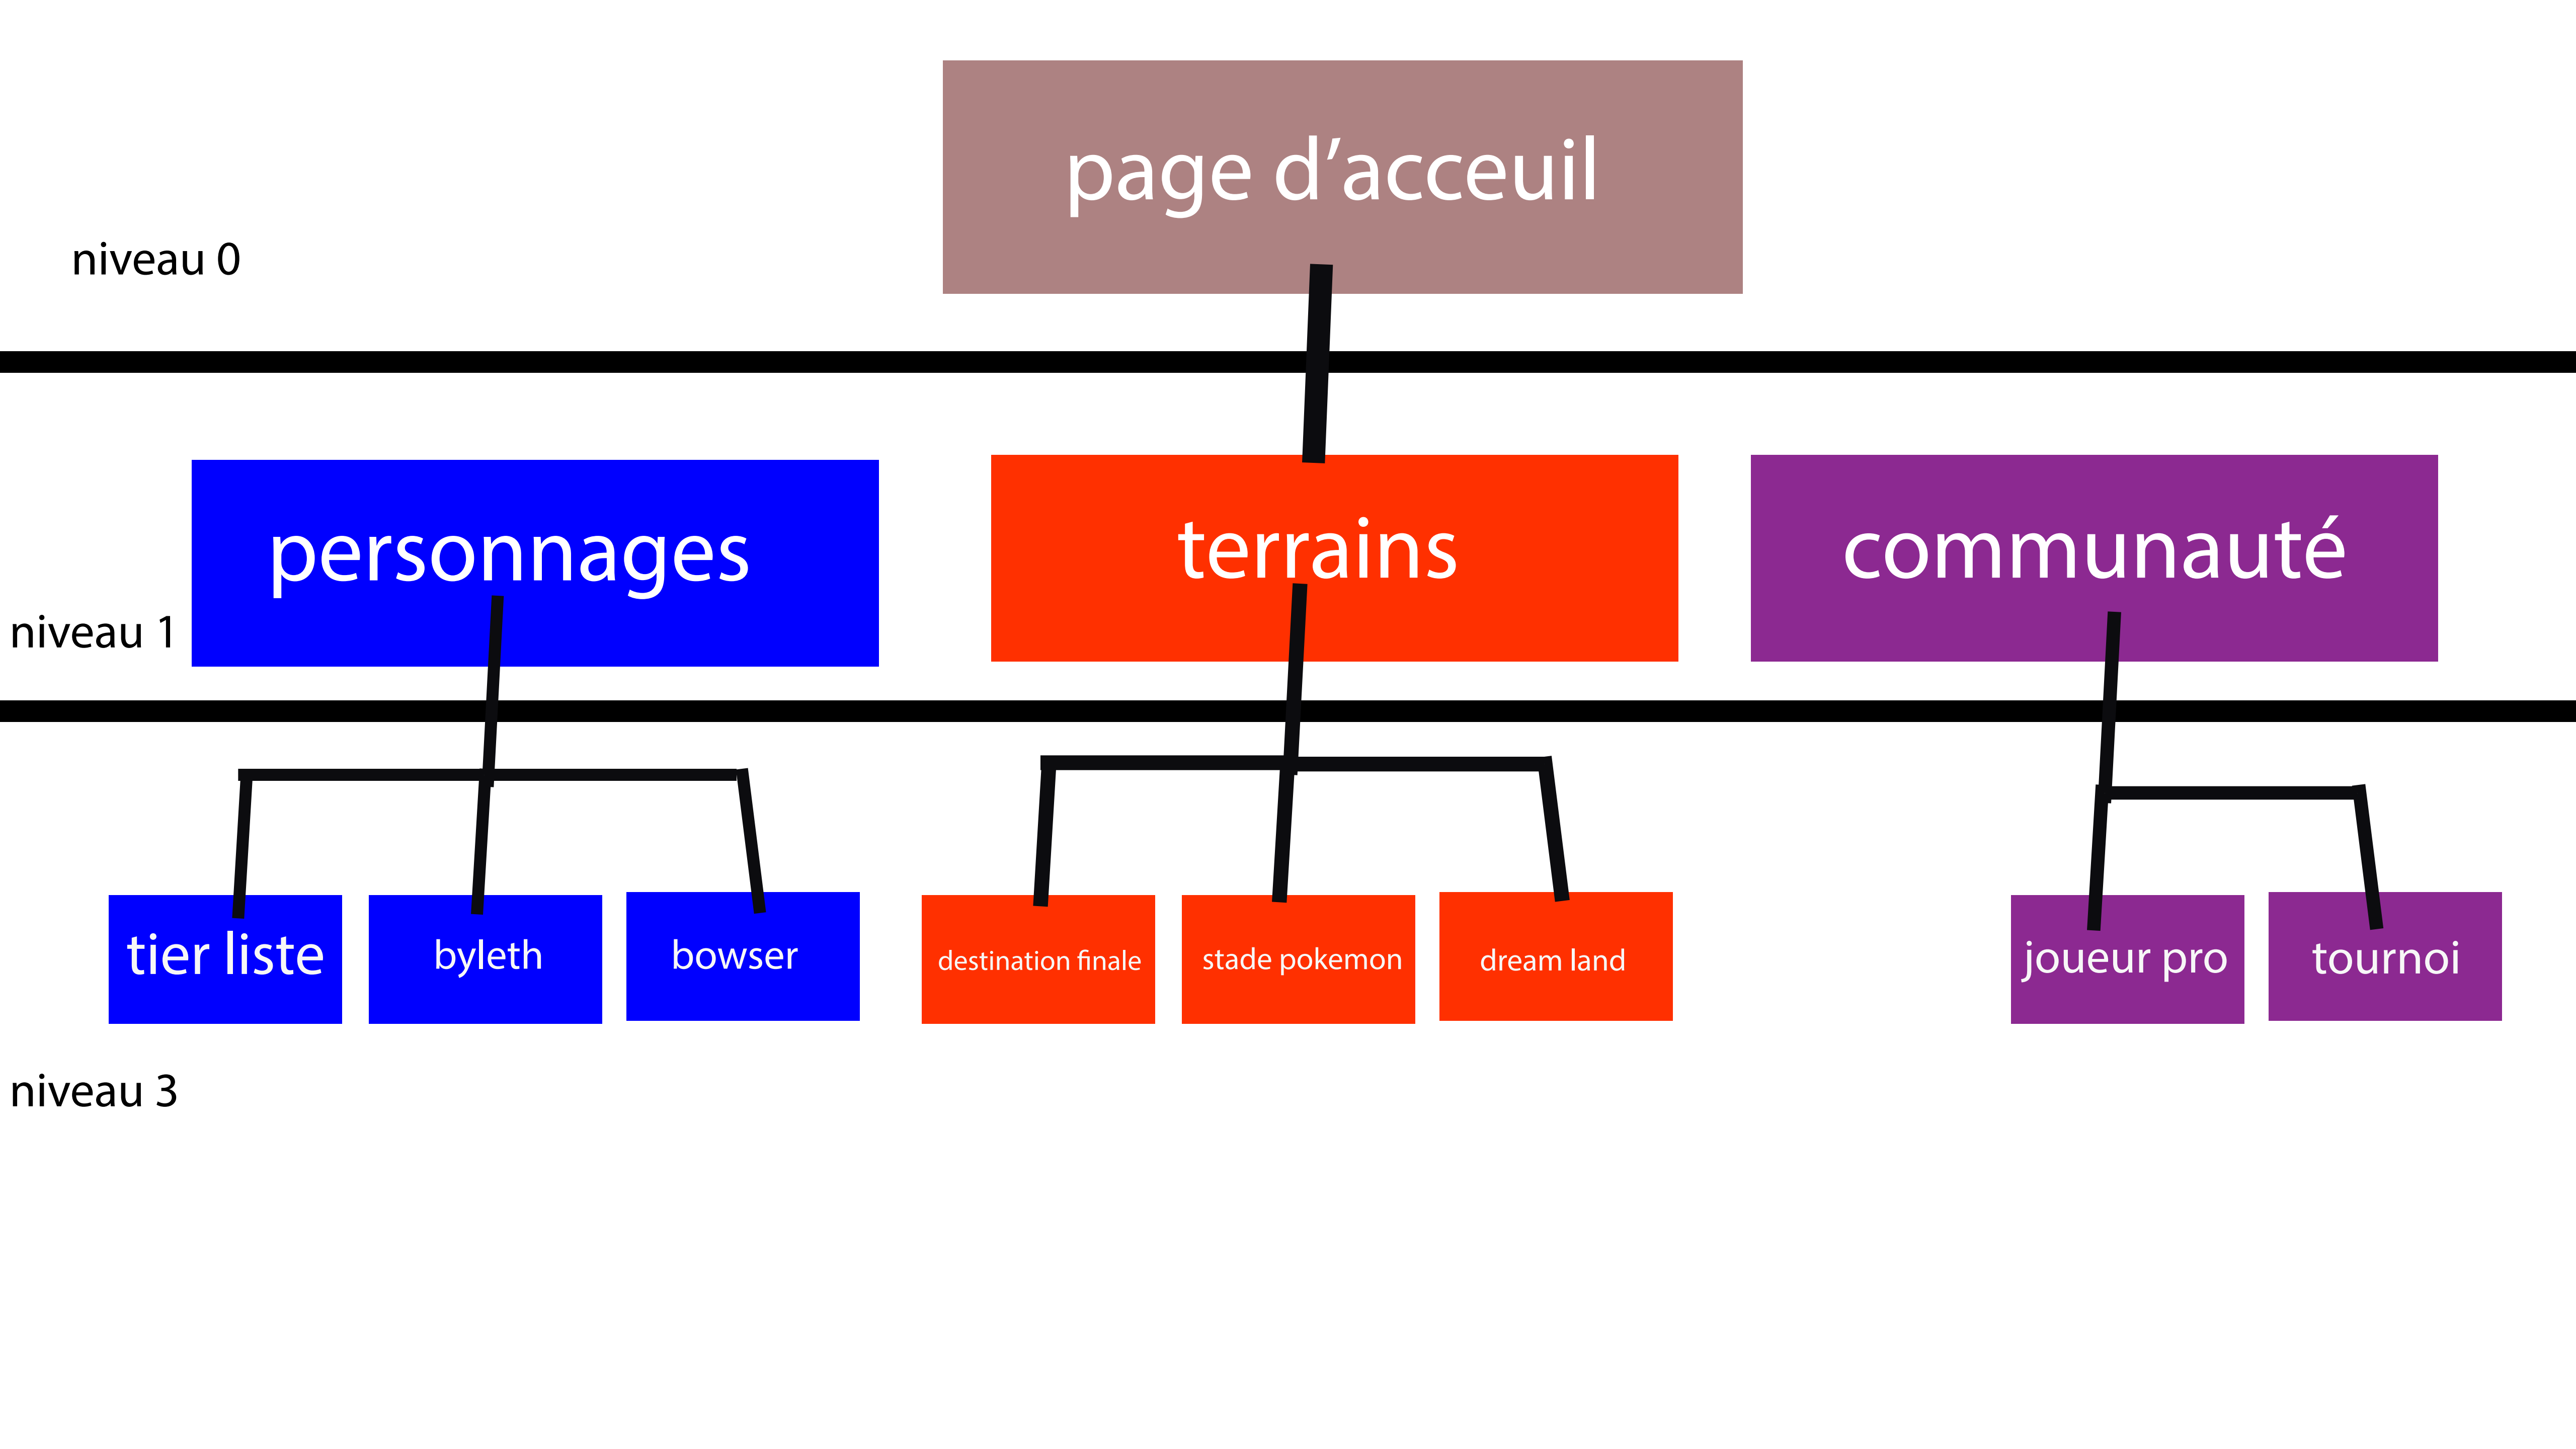 page d’acceuil
niveau 0
personnages
terrains
communauté
niveau 1
tier liste
byleth
bowser
destination finale
stade pokemon
dream land
joueur pro
tournoi
niveau 3